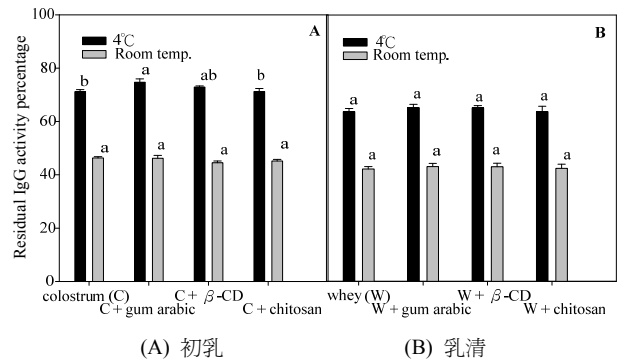 100
80
60
40
20
0
Residual IgG activity percentage
A
4℃
Room temp.
b
a
a
a
ab
a
b
a
colostrum (C)
C + gum arabic
C + β-CD
C + chitosan
B
4℃
Room temp.
a
a
a
a
a
a
a
a
whey (W)
W + gum arabic
W + β-CD
W + chitosan
(A) 初乳
(B) 乳清